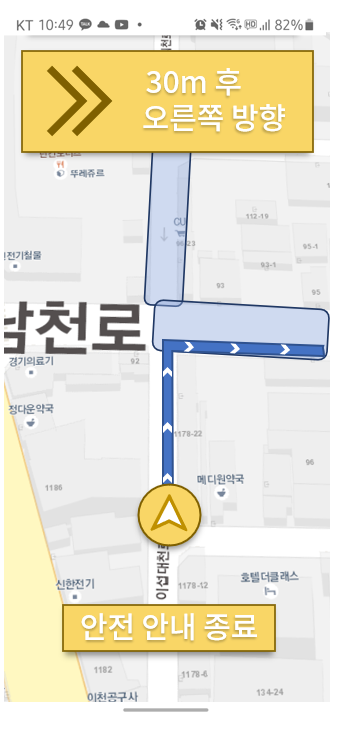 KT 10:49
82%
30m 후
오른쪽 방향
뚜레쥬르
CU
112-19
전기칠물
95-1
93-1
93
95
남천로
경기의료기
92
정다운약국
1178-22
96
메디원약국
1186
이섭대천로
신한전기
1178-12
호텔더클래스
안전 안내 종료
1182
1178-6
이천공구사
134-24